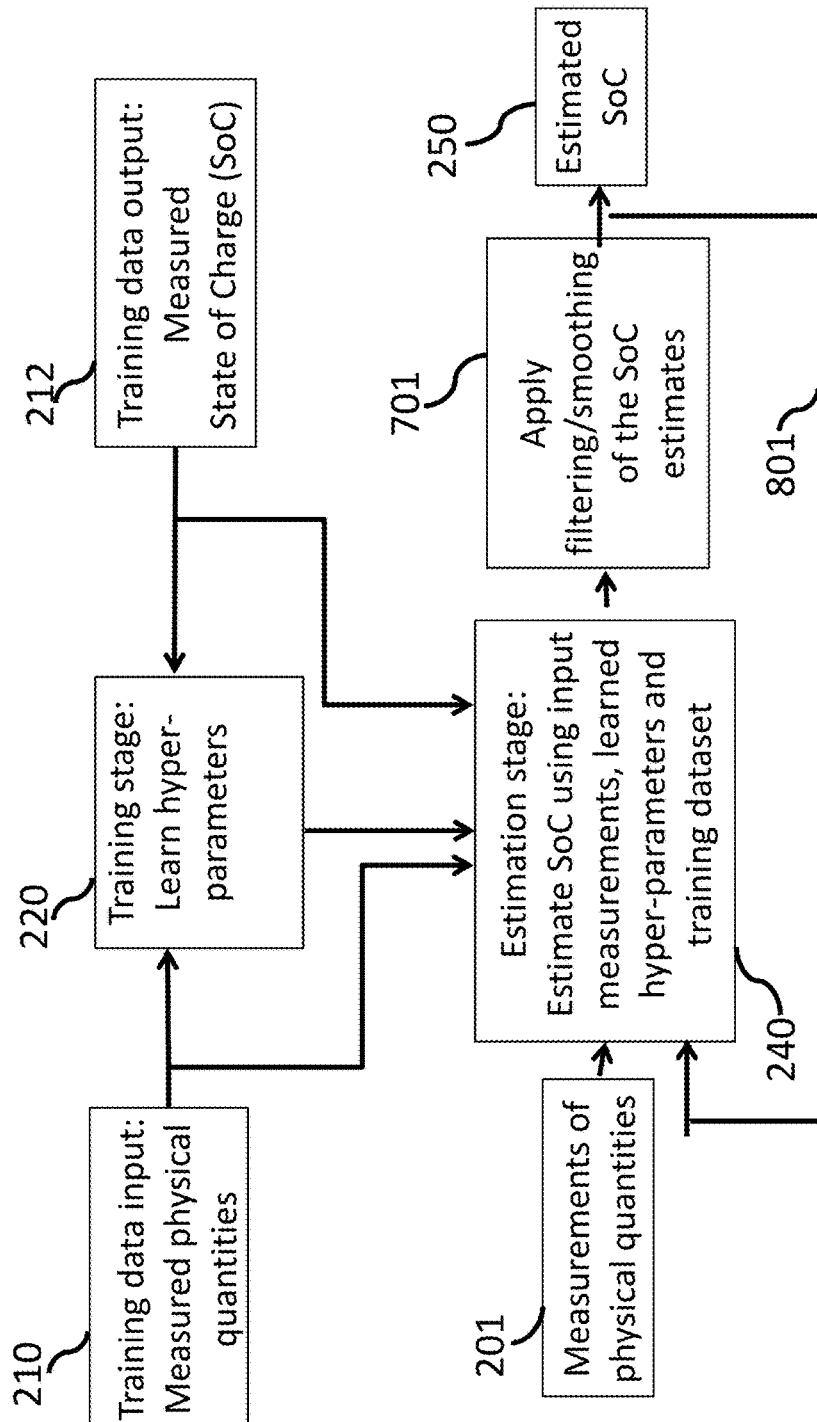 210
Training data input:
Measured physical
quantities
220
Training stage:
Learn hyper-
parameters
212
Training data output:
Measured
State of Charge (SoC)
201
Measurements of
physical quantities
240
Estimation stage:
Estimate SoC using input
measurements, learned
hyper-parameters and
training dataset
701
Apply
filtering/smoothing
of the SoC
estimates
250
Estimated
SoC
801